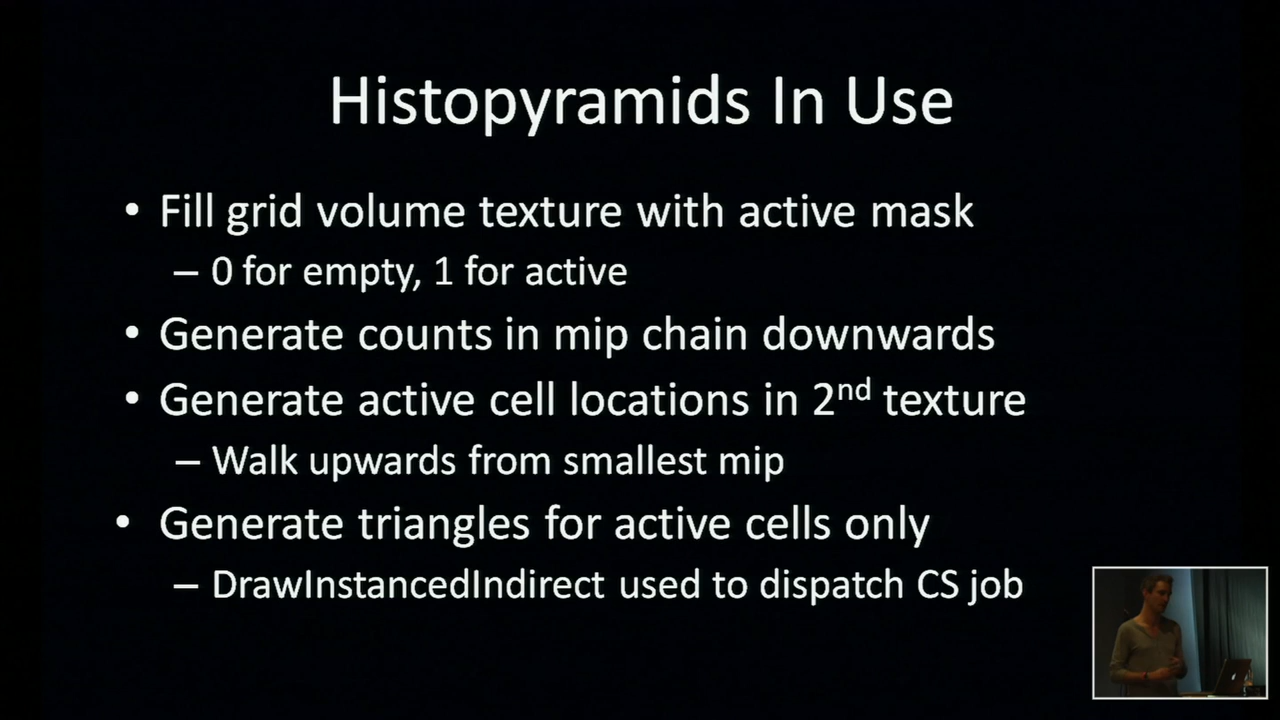 Histopyramids In Use
• Fill grid volume texture with active mask
– 0 for empty, 1 for active
• Generate counts in mip chain downwards
• Generate active cell locations in 2nd texture
– Walk upwards from smallest mip
• Generate triangles for active cells only
– DrawInstancedIndirect used to dispatch CS job